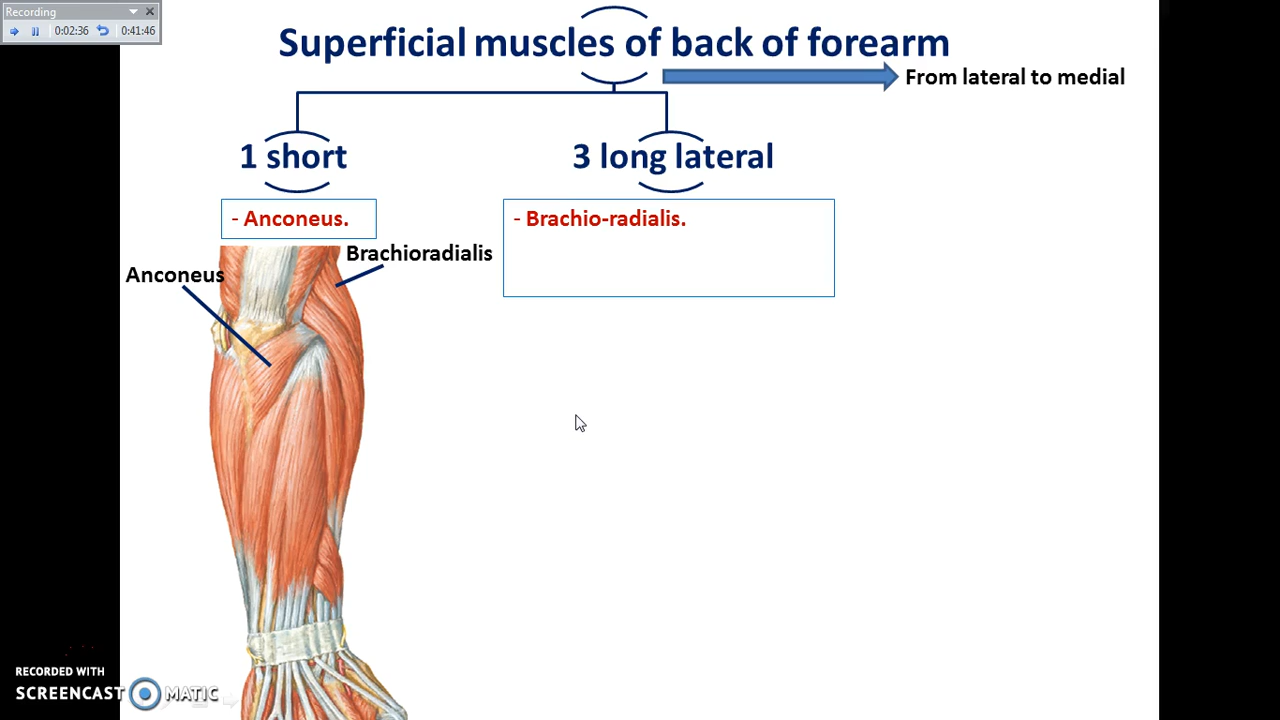 Recording
0:02:36
0:41:46
Superficial muscles of back of forearm
From lateral to medial
1 short
3 long lateral
- Anconeus.
- Brachio-radialis.
Brachioradialis
Anconeus
RECORDED WITH
SCREENCAST MATIC